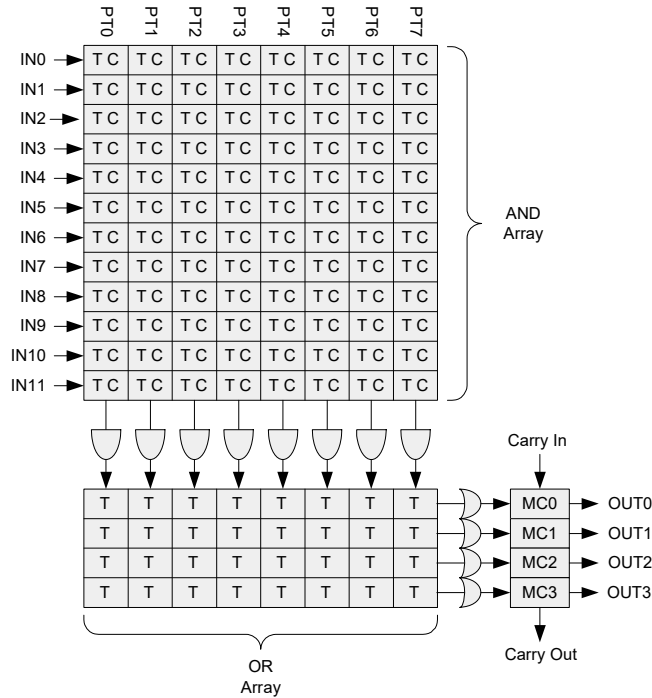 PT0 PT1 PT2 PT3 PT4 PT5 PT6 PT7
IN0 T C T C T C T C T C T C T C T C
IN1 T C T C T C T C T C T C T C T C
IN2 T C T C T C T C T C T C T C T C
IN3 T C T C T C T C T C T C T C T C
IN4 T C T C T C T C T C T C T C T C
IN5 T C T C T C T C T C T C T C T C
IN6 T C T C T C T C T C T C T C T C
IN7 T C T C T C T C T C T C T C T C
IN8 T C T C T C T C T C T C T C T C
IN9 T C T C T C T C T C T C T C T C
IN10 T C T C T C T C T C T C T C T C
IN11 T C T C T C T C T C T C T C T C
AND
Array
Carry In
T T T T T T T T MC0 OUT0
T T T T T T T T MC1 OUT1
T T T T T T T T MC2 OUT2
T T T T T T T T MC3 OUT3
Carry Out
OR
Array